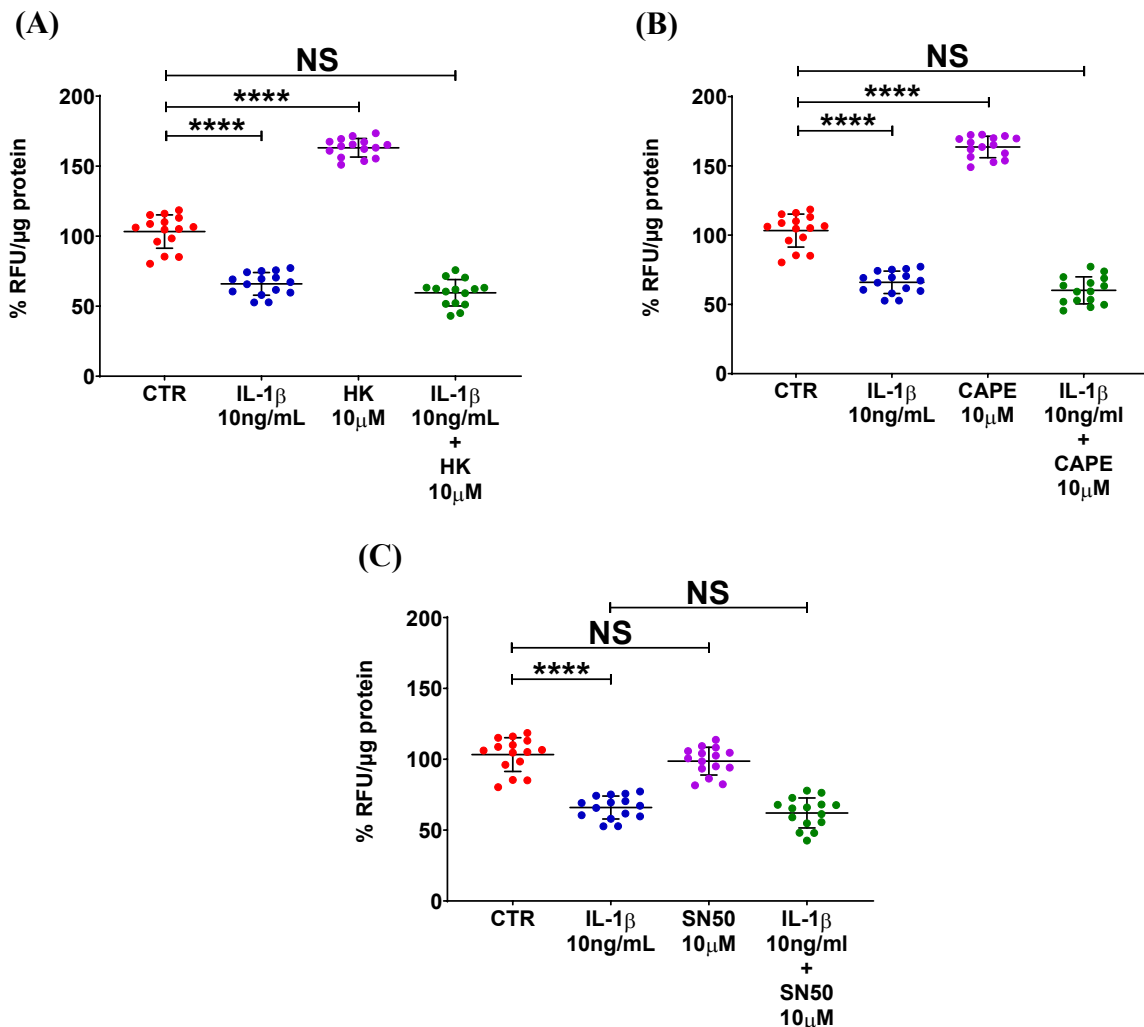 (A)
NS
****
****
% RFU/µg protein
200
150
100
50
0
CTR
IL-1β
10ng/mL
HK
10µM
IL-1β
10ng/mL
+
HK
10µM
(B)
NS
****
****
% RFU/µg protein
200
150
100
50
0
CTR
IL-1β
10ng/mL
CAPE
10µM
IL-1β
10ng/ml
+
CAPE
10µM
(C)
NS
NS
****
% RFU/µg protein
200
150
100
50
0
CTR
IL-1β
10ng/mL
SN50
10µM
IL-1β
10ng/ml
+
SN50
10µM